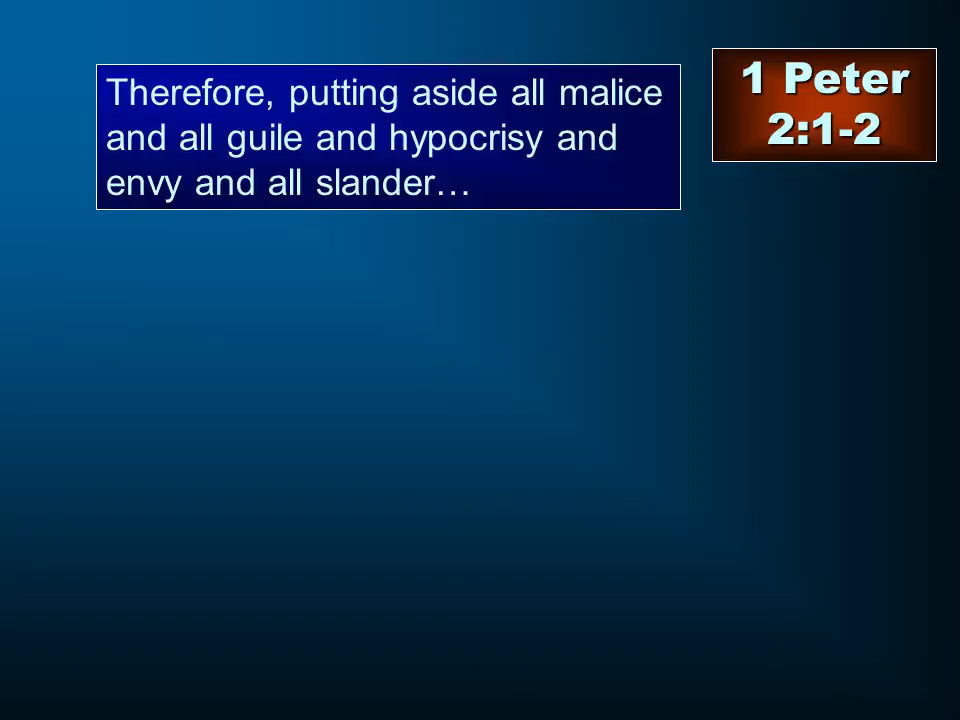 Therefore, putting aside all malice
and all guile and hypocrisy and
envy and all slander…
1 Peter
2:1-2